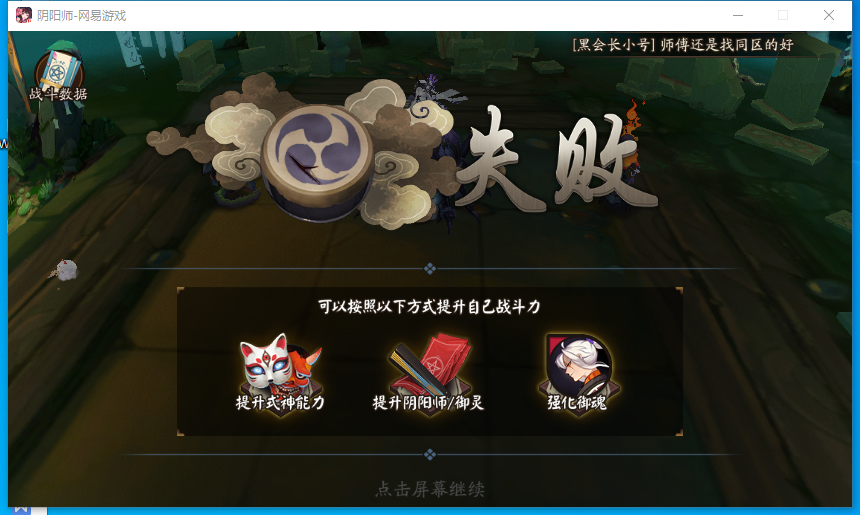 阴阳师-网易游戏
[黑会长小号] 师傅还是找同区的好
战斗数据
失败
可以按照以下方式提升自己战斗力
提升式神能力
提升阴阳师/御灵
强化御魂
点击屏幕继续
W